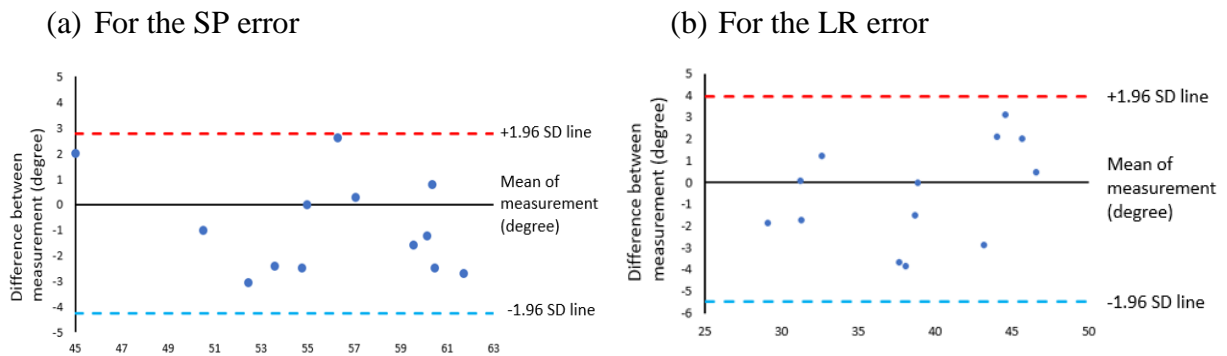 (a) For the SP error
Difference between
measurement (degree)
5
4
3
2
1
0
-1
-2
-3
-4
-5
45 47 49 51 53 55 57 59 61 63
+1.96 SD line
Mean of
measurement
(degree)
-1.96 SD line
(b) For the LR error
Difference between
measurement (degree)
5
4
3
2
1
0
-1
-2
-3
-4
-5
-6
25 30 35 40 45 50
+1.96 SD line
Mean of
measurement
(degree)
-1.96 SD line